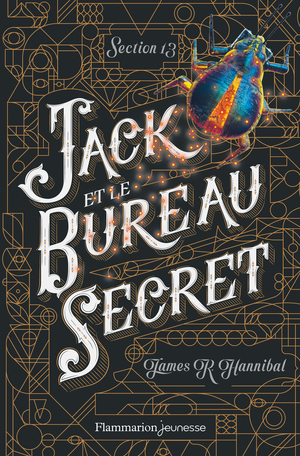 Section 13
JACK
ET LE
BUREAU
SECRET
James R Hannibal
Flammarion jeunesse